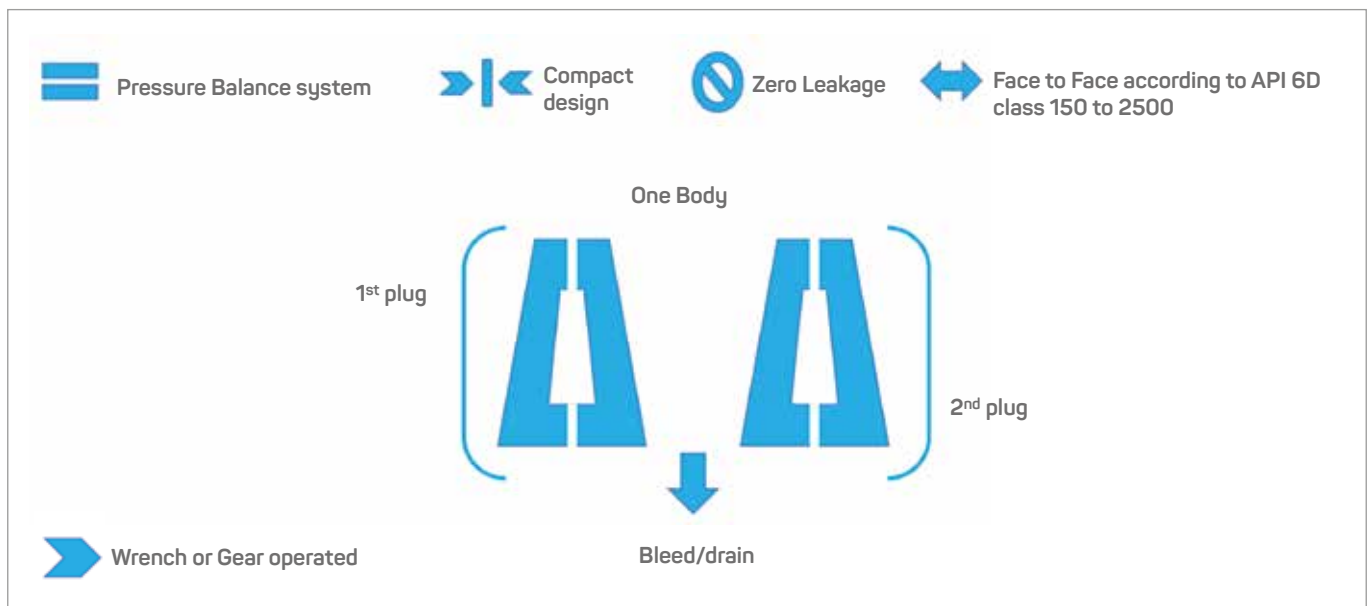 Pressure Balance system
Compact
design
Zero Leakage
Face to Face according to API 6D
class 150 to 2500
One Body
1st plug
2nd plug
Wrench or Gear operated
Bleed/drain